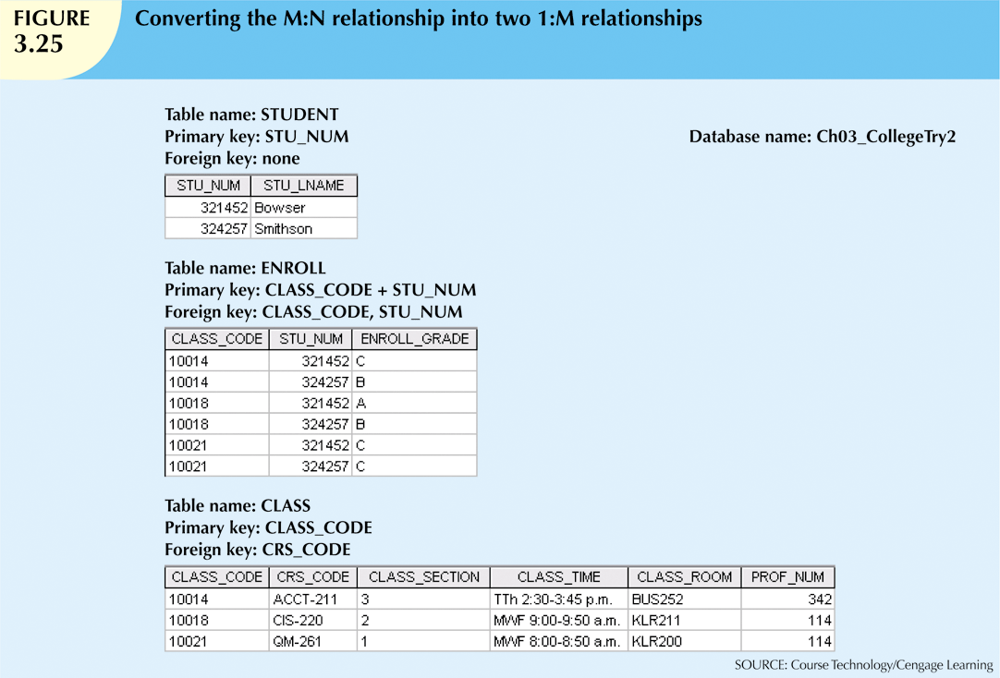 FIGURE
3.25
Converting the M:N relationship into two 1:M relationships
Table name: STUDENT
Primary key: STU_NUM
Database name: Ch03_CollegeTry2
Foreign key: none
STU_NUM STU_LNAME
321452 Bowser
324257 Smithson
Table name: ENROLL
Primary key: CLASS_CODE + STU_NUM
Foreign key: CLASS_CODE, STU_NUM
CLASS_CODE STU_NUM ENROLL_GRADE
10014 321452 C
10014 324257 B
10018 321452 A
10018 324257 B
10021 321452 C
10021 324257 C
Table name: CLASS
Primary key: CLASS_CODE
Foreign key: CRS_CODE
CLASS_CODE CRS_CODE CLASS_SECTION CLASS_TIME CLASS_ROOM PROF_NUM
10014 ACCT-211 3 TTh 2:30-3:45 p.m. BUS252 342
10018 CIS-220 2 MWF 9:00-9:50 a.m. KLR211 114
10021 QM-261 1 MWF 8:00-8:50 a.m. KLR200 114
SOURCE: Course Technology/Cengage Learning